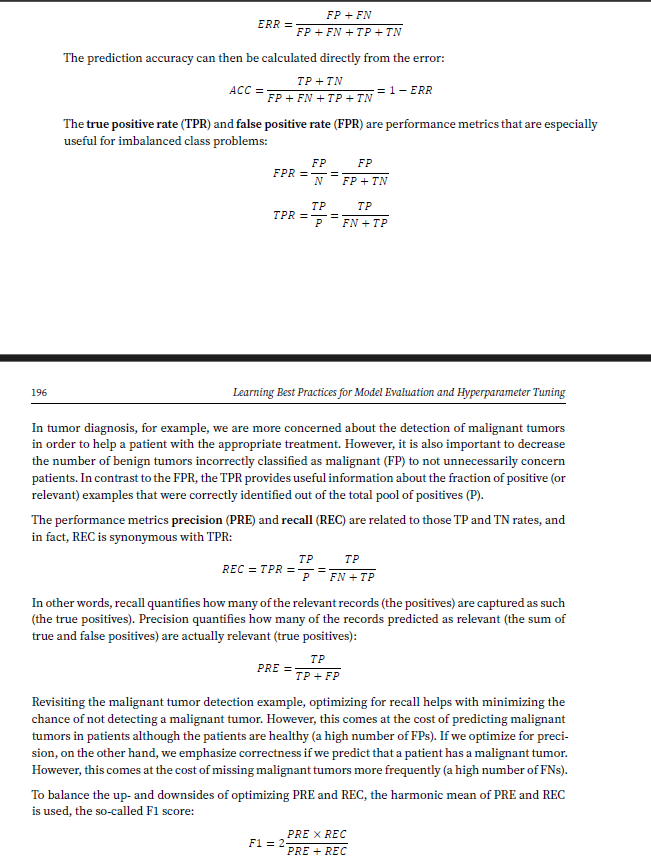 ERR = FP + FN / FP + FN + TP + TN
The prediction accuracy can then be calculated directly from the error:
ACC = TP + TN / FP + FN + TP + TN = 1 − ERR
The true positive rate (TPR) and false positive rate (FPR) are performance metrics that are especially
useful for imbalanced class problems:
FPR = FP / N = FP / FP + TN
TPR = TP / P = TP / FN + TP
196 Learning Best Practices for Model Evaluation and Hyperparameter Tuning
In tumor diagnosis, for example, we are more concerned about the detection of malignant tumors
in order to help a patient with the appropriate treatment. However, it is also important to decrease
the number of benign tumors incorrectly classified as malignant (FP) to not unnecessarily concern
patients. In contrast to the FPR, the TPR provides useful information about the fraction of positive (or
relevant) examples that were correctly identified out of the total pool of positives (P).
The performance metrics precision (PRE) and recall (REC) are related to those TP and TN rates, and
in fact, REC is synonymous with TPR:
REC = TPR = TP / P = TP / FN + TP
In other words, recall quantifies how many of the relevant records (the positives) are captured as such
(the true positives). Precision quantifies how many of the records predicted as relevant (the sum of
true and false positives) are actually relevant (true positives):
PRE = TP / TP + FP
Revisiting the malignant tumor detection example, optimizing for recall helps with minimizing the
chance of not detecting a malignant tumor. However, this comes at the cost of predicting malignant
tumors in patients although the patients are healthy (a high number of FPs). If we optimize for preci-
sion, on the other hand, we emphasize correctness if we predict that a patient has a malignant tumor.
However, this comes at the cost of missing malignant tumors more frequently (a high number of FNs).
To balance the up- and downsides of optimizing PRE and REC, the harmonic mean of PRE and REC
is used, the so-called F1 score:
F1 = 2 PRE × REC / PRE + REC